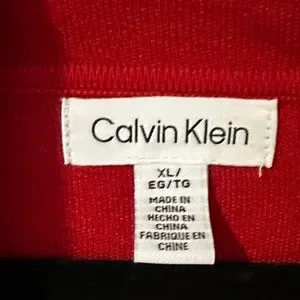 Calvin Klein
XL/
EG/TG
MADE IN
CHINA
HECHO EN
CHINA
FABRIQUE EN
CHINE